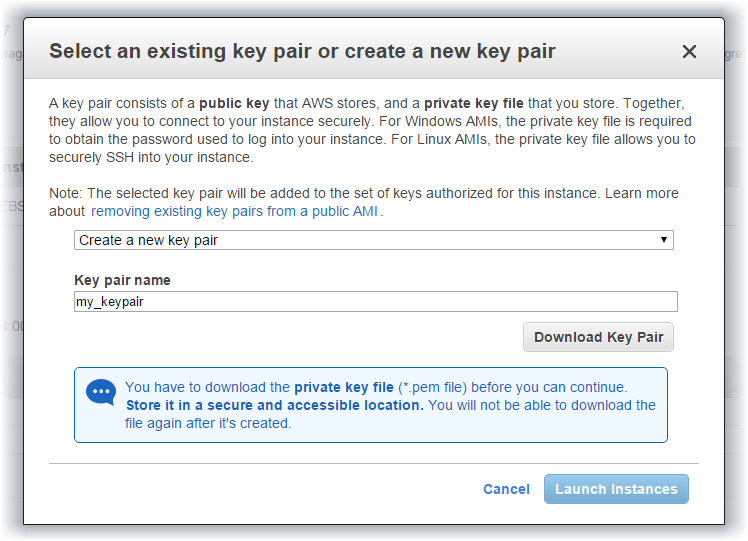 Select an existing key pair or create a new key pair
A key pair consists of a public key that AWS stores, and a private key file that you store. Together,
they allow you to connect to your instance securely. For Windows AMIs, the private key file is required
to obtain the password used to log into your instance. For Linux AMIs, the private key file allows you to
securely SSH into your instance.
Note: The selected key pair will be added to the set of keys authorized for this instance. Learn more
about removing existing key pairs from a public AMI.
Create a new key pair
Key pair name
my_keypair
Download Key Pair
You have to download the private key file (*.pem file) before you can continue.
Store it in a secure and accessible location. You will not be able to download the
file again after it's created.
Cancel
Launch Instances